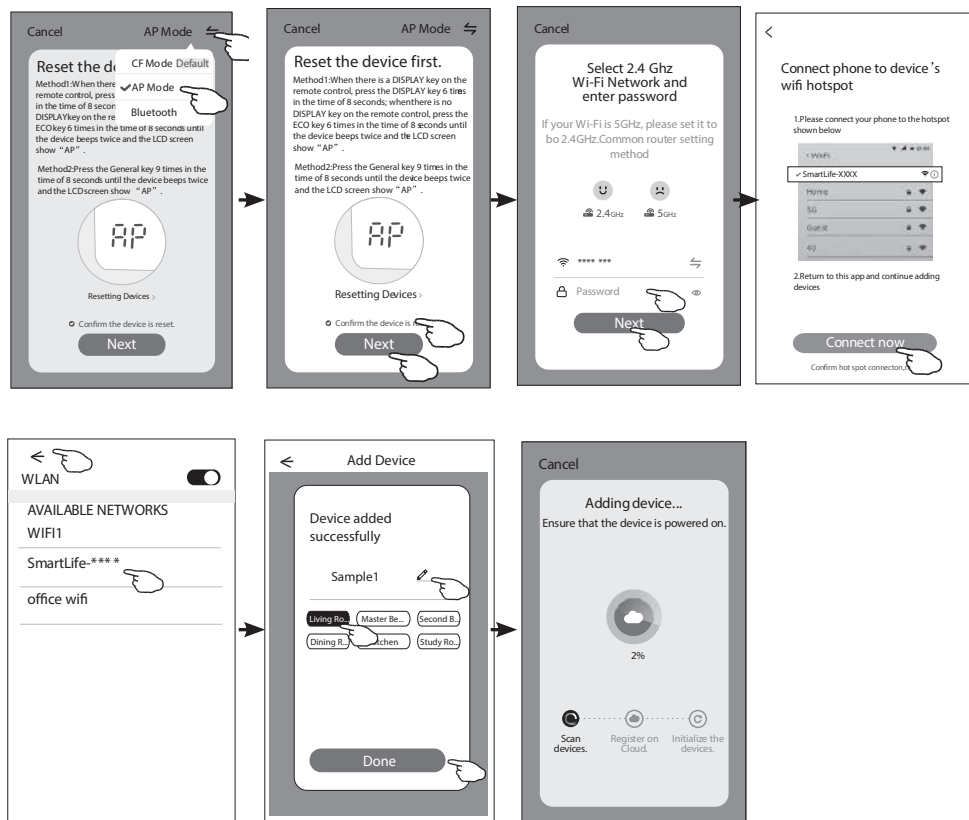 Cancel
AP Mode
CF Mode Default
AP Mode
Bluetooth
Reset the de
Method1:When there
remote control, press
in the time of 8 secon
DISPLAYkey on the re
ECO key 6 times in the time of 8 seconds until
the device beeps twice and the LCD screen
show “AP” .
Method2:Press the General key 9 times in the
time of 8 seconds until the device beeps twice
and the LCD screen show “AP” .
AP
Resetting Devices >
Confirm the device is reset.
Next
Cancel
AP Mode
Reset the device first.
Method1:When there is a DISPLAY key on the
remote control, press the DISPLAY key 6 times
in the time of 8 seconds; whenthere is no
DISPLAY key on the remote control, press the
ECO key 6 times in the time of 8 seconds until
the device beeps twice and the LCD screen
show “AP” .
Method2:Press the General key 9 times in the
time of 8 seconds until the device beeps twice
and the LCD screen show “AP” .
AP
Resetting Devices >
Confirm the device is re
Next
Cancel
Select 2.4 Ghz
Wi-Fi Network and
enter password
If your Wi-Fi is 5GHz, please set it to
bo 2.4GHz.Common router setting
method
2.4GHz
5GHz
**** ***
Password
Next
<
Connect phone to device’s
wifi hotspot
1.Please connect your phone to the hotspot
shown below
< WiFi
SmartLife-XXXX
Home
5G
Guest
4G
2.Return to this app and continue adding
devices
Connect now
Confirm hot spot connecton,n
WLAN
AVAILABLE NETWORKS
WIFI1
SmartLife-****
office wifi
Add Device
Device added
successfully
Sample1
Living Ro...
Master Be...
Second B...
Dining R...
tchen
Study Ro...
Done
Cancel
Adding device...
Ensure that the device is powered on.
2%
Scan
devices.
Register on
Cloud.
Initialize the
devices.